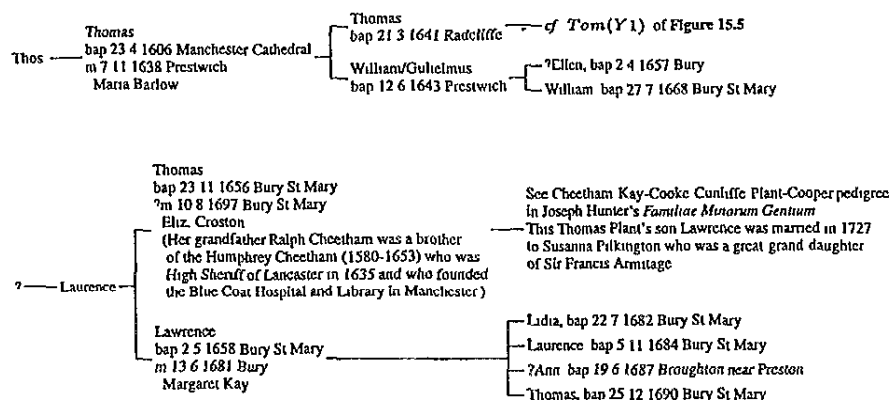 Thos
Thomas
bap 23 4 1606 Manchester Cathedral
m 7 11 1638 Prestwich
Maria Barlow
Thomas
bap 21 3 1641 Radcliffe
cf Tom(Y1) of Figure 15.5
William/Gulielmus
bap 12 6 1643 Prestwich
?Ellen, bap 2 4 1657 Bury
William bap 27 7 1668 Bury St Mary
? Laurence
Thomas
bap 23 11 1656 Bury St Mary
?m 10 8 1697 Bury St Mary
Eliz. Croston
(Her grandfather Ralph Cheetham was a brother
of the Humphrey Cheetham (1580-1653) who was
High Sheriff of Lancaster in 1635 and who founded
the Blue Coat Hospital and Library in Manchester)
See Cheetham Kay-Cooke Cunliffe Plant-Cooper pedigree
in Joseph Hunter's Familiae Minorum Gentium
This Thomas Plant's son Lawrence was married in 1727
to Susanna Pilkington who was a great grand daughter
of Sir Francis Armitage
Lawrence
bap 2 5 1658 Bury St Mary
m 13 6 1681 Bury
Margaret Kay
Lidia, bap 22 7 1682 Bury St Mary
Laurence bap 5 11 1684 Bury St Mary
?Ann bap 19 6 1687 Broughton near Preston
Thomas, bap 25 12 1690 Bury St Mary